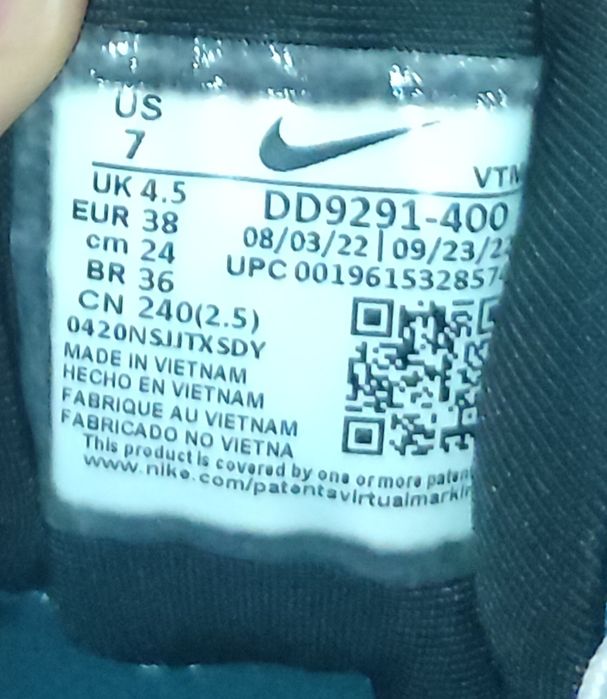 US
7
VTM
UK 4.5
EUR 38
cm 24
BR 36
CN 240(2.5)
DD9291-400
08/03/22 | 09/23/2
UPC 0019615328574
0420NSJJTXSDY
MADE IN VIETNAM
HECHO EN VIETNAM
FABRIQUE AU VIETNAM
FABRICADO NO VIETNA
This product is covered by one or more paten
www.nike.com/patentsvirtualmarkin